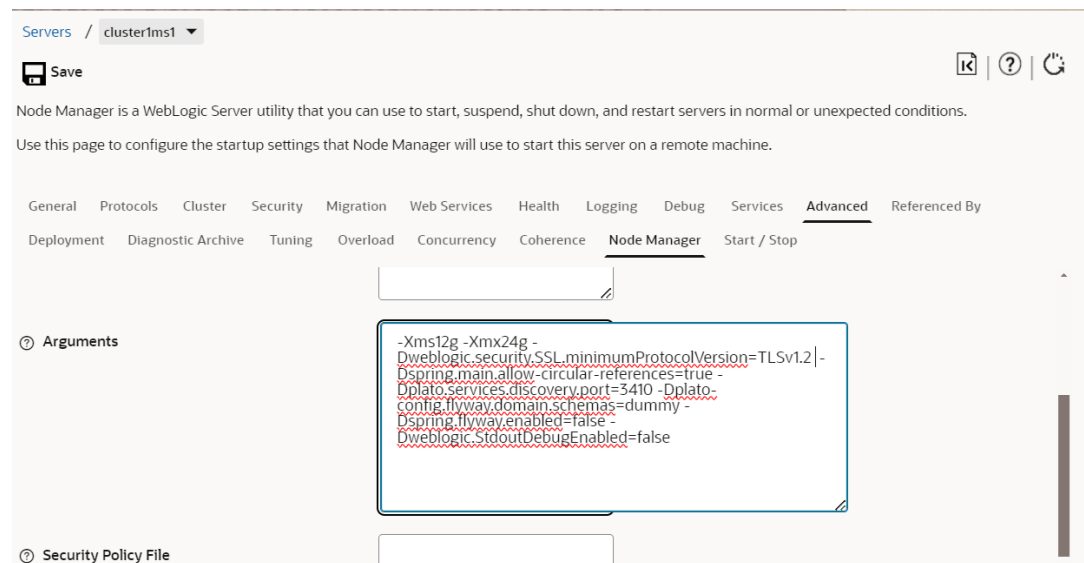 Servers / cluster1ms1
Save
Node Manager is a WebLogic Server utility that you can use to start, suspend, shut down, and restart servers in normal or unexpected conditions.
Use this page to configure the startup settings that Node Manager will use to start this server on a remote machine.
General Protocols Cluster Security Migration Web Services Health Logging Debug Services Advanced Referenced By
Deployment Diagnostic Archive Tuning Overload Concurrency Coherence Node Manager Start / Stop
Arguments
-Xms12g -Xmx24g -
Dweblogic.security.SSL.minimumProtocolVersion=TLSv1.2 -
Dspring.main.allow-circular-references=true -
Dplato.services.discovery.port=3410 -Dplato-
config.flyway.domain.schemas=dummy -
Dspring.flyway.enabled=false -
Dweblogic.StdoutDebugEnabled=false
Security Policy File